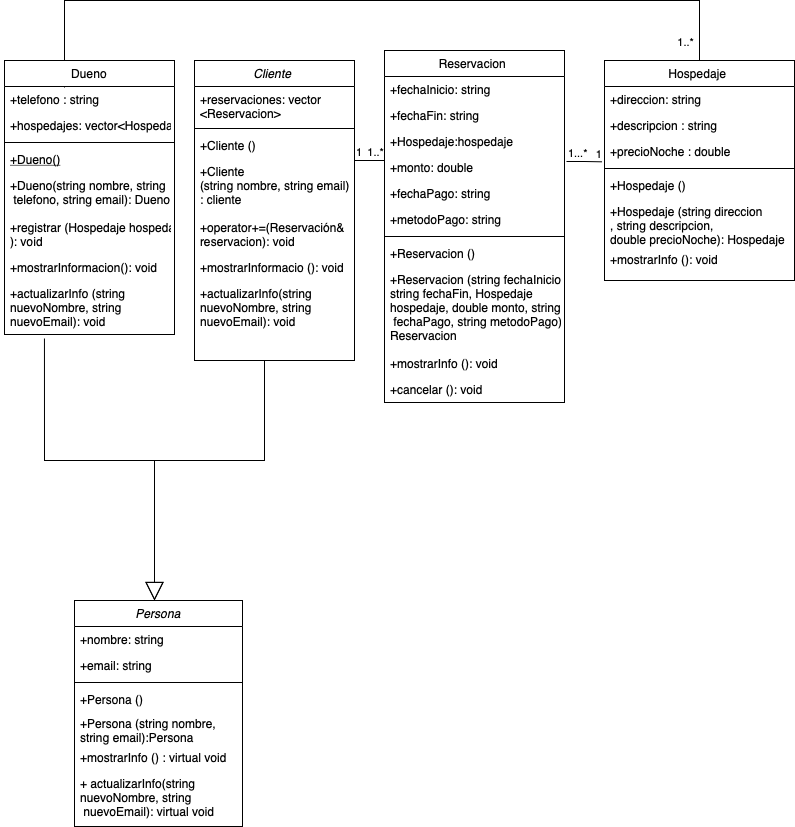 1..*
Dueno
+telefono : string
+hospedajes: vector<Hospeda
+Dueno()
+Dueno(string nombre, string
telefono, string email): Dueno
+registrar (Hospedaje hospeda
): void
+mostrarInformacion(): void
+actualizarInfo (string
nuevoNombre, string
nuevoEmail): void
Cliente
+reservaciones: vector
<Reservacion>
+Cliente ()
+Cliente
(string nombre, string email)
: cliente
+operator+=(Reservación&
reservacion): void
+mostrarInformacio (): void
+actualizarInfo(string
nuevoNombre, string
nuevoEmail): void
1 1..*
Reservacion
+fechaInicio: string
+fechaFin: string
+Hospedaje:hospedaje
+monto: double
+fechaPago: string
+metodoPago: string
+Reservacion ()
+Reservacion (string fechaInicio
string fechaFin, Hospedaje
hospedaje, double monto, string
fechaPago, string metodoPago)
Reservacion
+mostrarInfo (): void
+cancelar (): void
1...* 1
Hospedaje
+direccion: string
+descripcion : string
+precioNoche : double
+Hospedaje ()
+Hospedaje (string direccion
, string descripcion,
double precioNoche): Hospedaje
+mostrarInfo (): void
Persona
+nombre: string
+email: string
+Persona ()
+Persona (string nombre,
string email):Persona
+mostrarInfo () : virtual void
+ actualizarInfo(string
nuevoNombre, string
nuevoEmail): virtual void